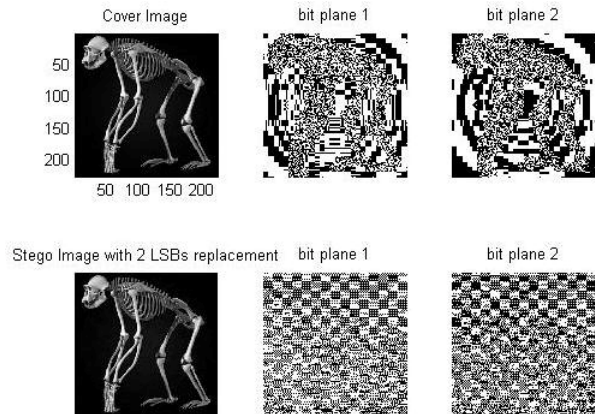 Cover Image
bit plane 1
bit plane 2
50
100
150
200
50 100 150 200
Stego Image with 2 LSBs replacement
bit plane 1
bit plane 2